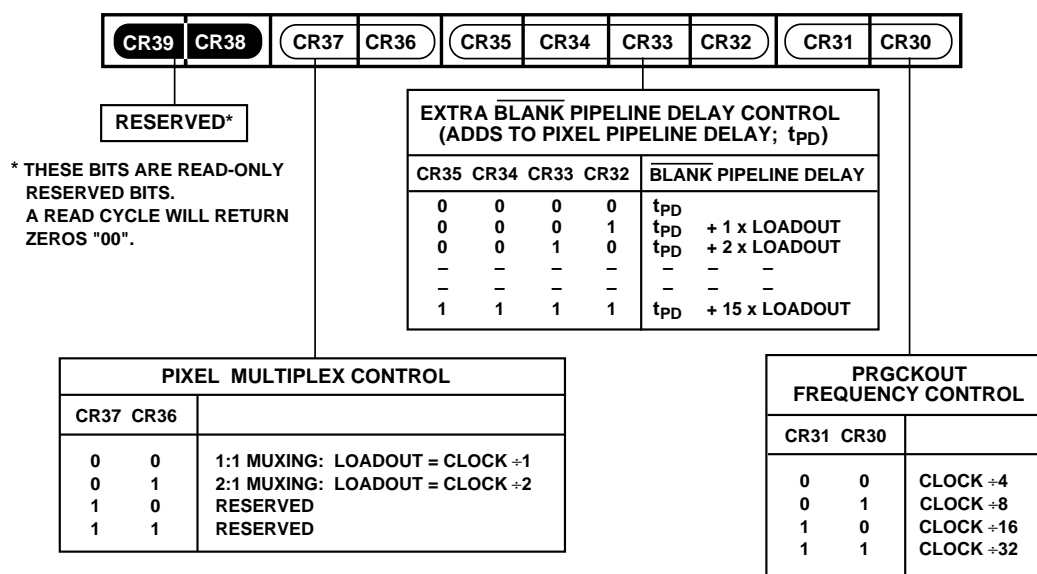 CR39 CR38 CR37 CR36 CR35 CR34 CR33 CR32 CR31 CR30
RESERVED*
* THESE BITS ARE READ-ONLY
RESERVED BITS.
A READ CYCLE WILL RETURN
ZEROS "00".
EXTRA BLANK PIPELINE DELAY CONTROL
(ADDS TO PIXEL PIPELINE DELAY; tPD)
CR35 CR34 CR33 CR32 BLANK PIPELINE DELAY
0 0 0 0 tPD
0 0 0 1 tPD + 1 x LOADOUT
0 0 1 0 tPD + 2 x LOADOUT
– – – – – – –
– – – – – – –
1 1 1 1 tPD + 15 x LOADOUT
PIXEL MULTIPLEX CONTROL
CR37 CR36
0 0 1:1 MUXING: LOADOUT = CLOCK ÷1
0 1 2:1 MUXING: LOADOUT = CLOCK ÷2
1 0 RESERVED
1 1 RESERVED
PRGCKOUT
FREQUENCY CONTROL
CR31 CR30
0 0 CLOCK ÷4
0 1 CLOCK ÷8
1 0 CLOCK ÷16
1 1 CLOCK ÷32